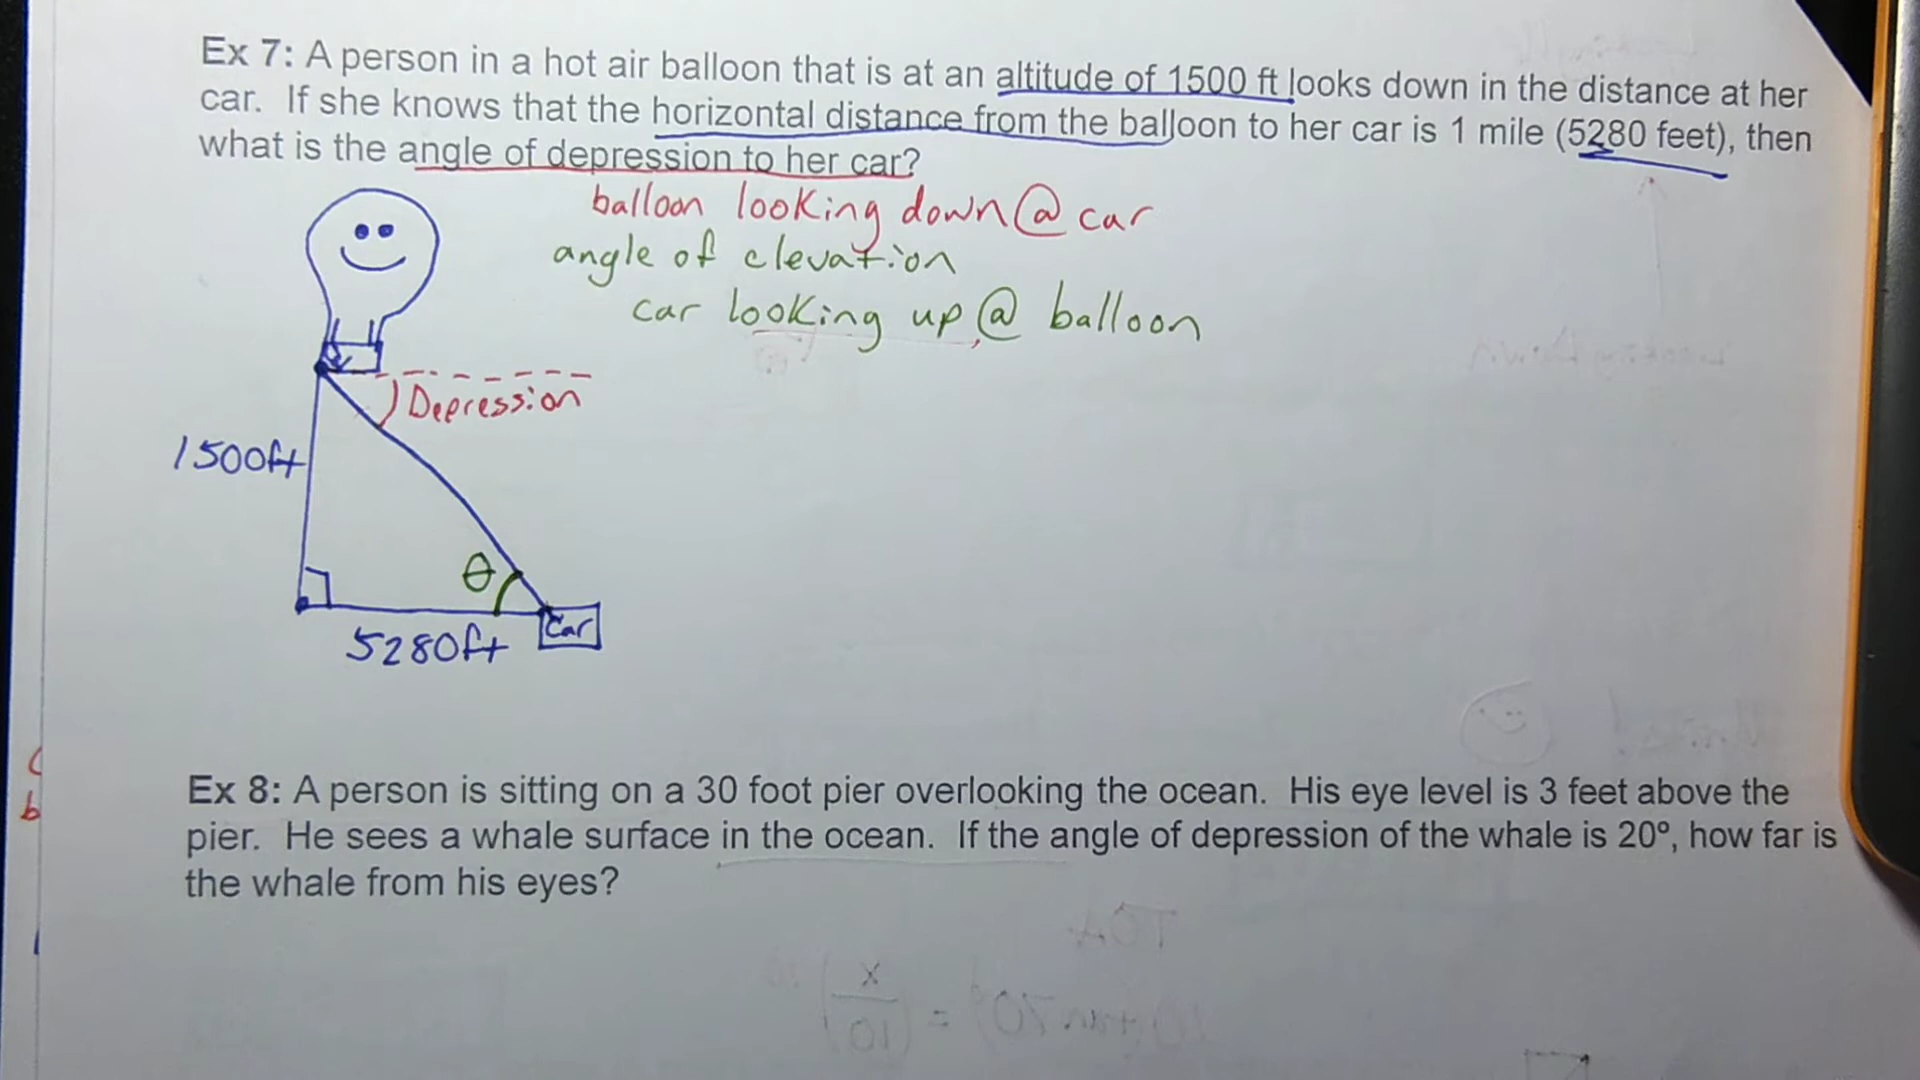 Ex 7: A person in a hot air balloon that is at an altitude of 1500 ft looks down in the distance at her
car. If she knows that the horizontal distance from the balloon to her car is 1 mile (5280 feet), then
what is the angle of depression to her car?
balloon looking down @ car
angle of elevation
car looking up @ balloon
Depression
1500ft
θ
Car
5280ft
Ex 8: A person is sitting on a 30 foot pier overlooking the ocean. His eye level is 3 feet above the
pier. He sees a whale surface in the ocean. If the angle of depression of the whale is 20º, how far is
the whale from his eyes?